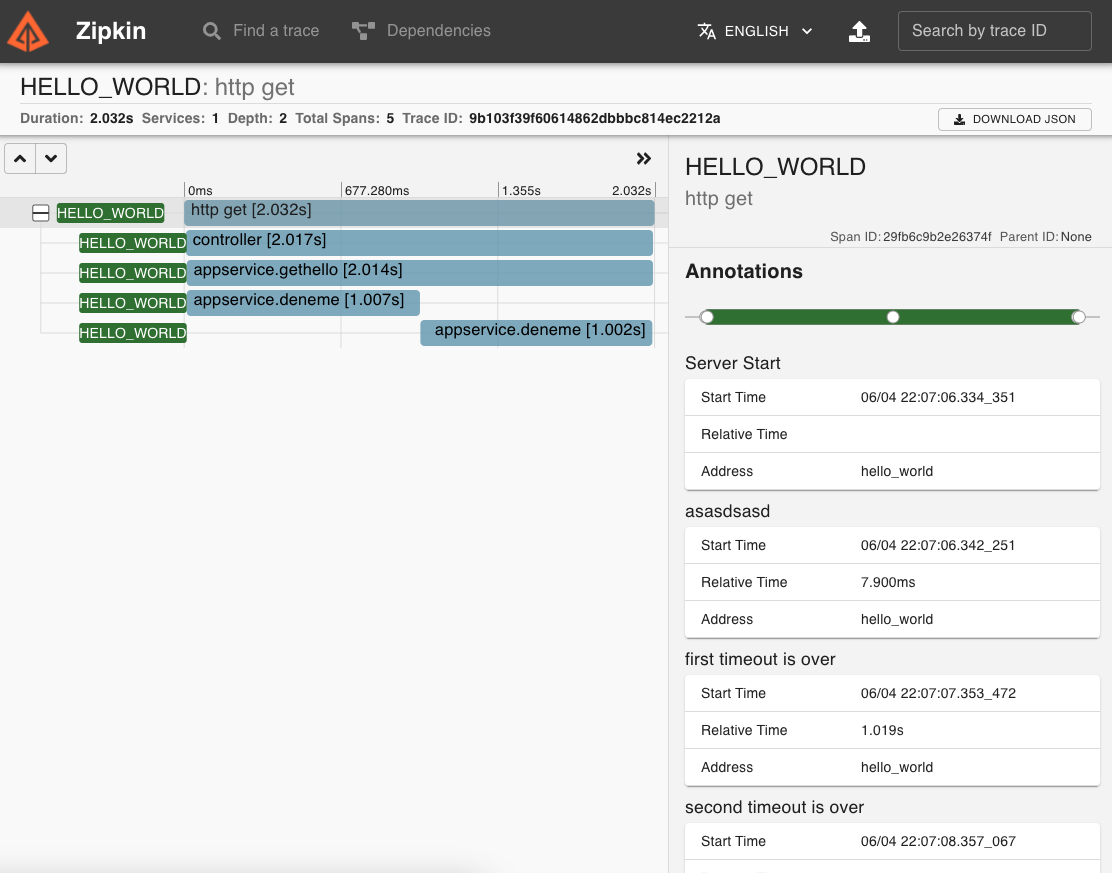 Zipkin
Find a trace
Dependencies
ENGLISH
Search by trace ID
HELLO_WORLD: http get
Duration: 2.032s Services: 1 Depth: 2 Total Spans: 5 Trace ID: 9b103f39f60614862dbbbc814ec2212a
DOWNLOAD JSON
0ms 677.280ms 1.355s 2.032s
HELLO_WORLD http get [2.032s]
HELLO_WORLD controller [2.017s]
HELLO_WORLD appservice.gethello [2.014s]
HELLO_WORLD appservice.deneme [1.007s]
HELLO_WORLD appservice.deneme [1.002s]
HELLO_WORLD
http get
Span ID: 29fb6c9b2e26374f Parent ID: None
Annotations
Server Start
Start Time 06/04 22:07:06.334_351
Relative Time
Address hello_world
asasdsasd
Start Time 06/04 22:07:06.342_251
Relative Time 7.900ms
Address hello_world
first timeout is over
Start Time 06/04 22:07:07.353_472
Relative Time 1.019s
Address hello_world
second timeout is over
Start Time 06/04 22:07:08.357_067